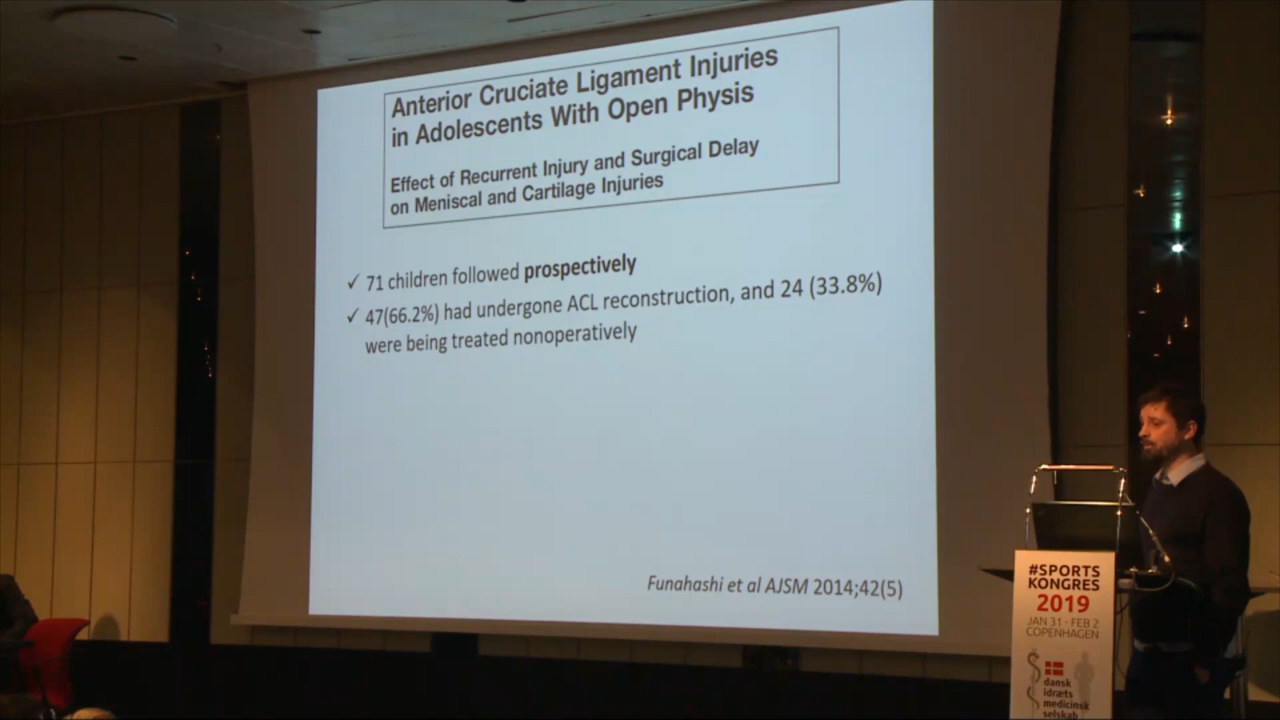 Anterior Cruciate Ligament Injuries
in Adolescents With Open Physis
Effect of Recurrent Injury and Surgical Delay
on Meniscal and Cartilage Injuries
✓ 71 children followed prospectively
✓ 47(66.2%) had undergone ACL reconstruction, and 24 (33.8%)
were being treated nonoperatively
Funahashi et al AJSM 2014;42(5)
#SPORTS
KONGRES
2019
JAN 31 - FEB 2
COPENHAGEN
dansk
idræts
medicinsk
selskab